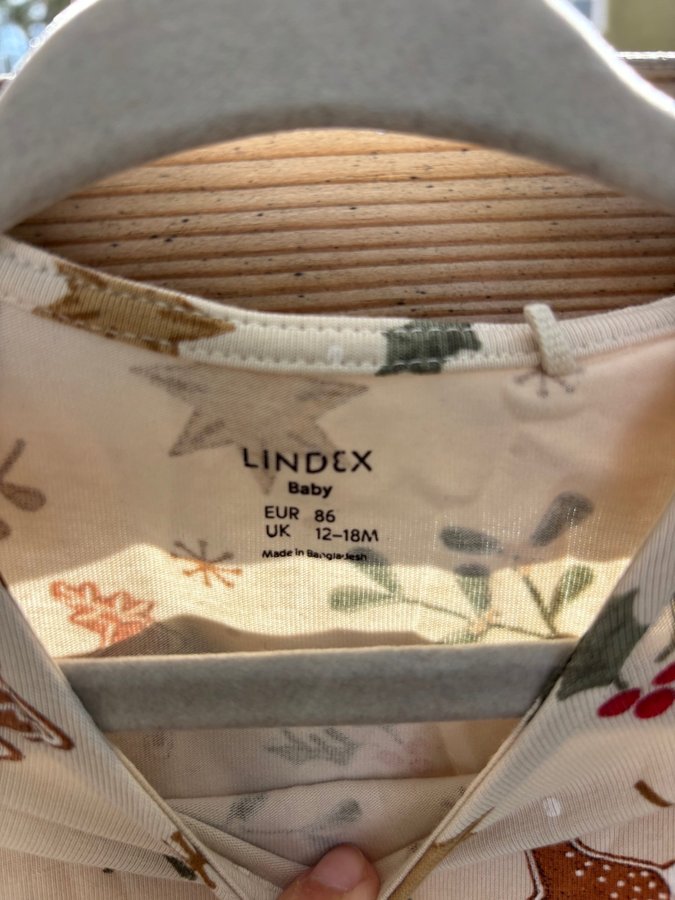 LINDEX
Baby
EUR 86
UK 12–18M
Made in Bangladesh